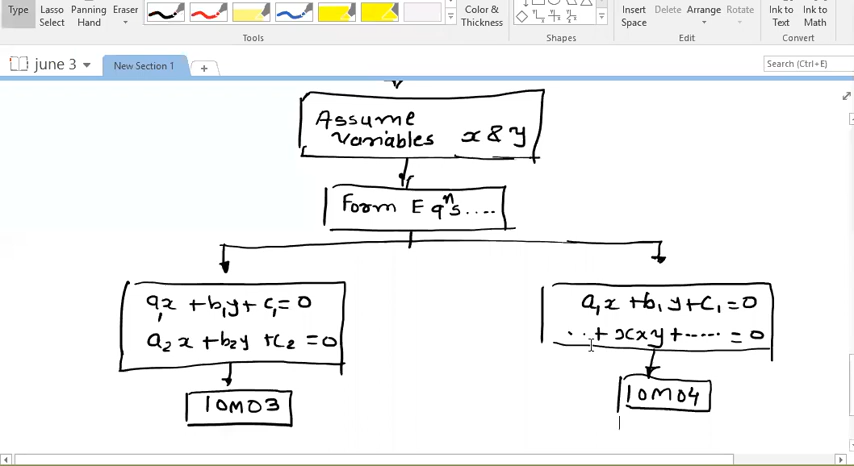 Type
Lasso Select
Panning Hand
Eraser
Color & Thickness
Insert Space
Delete
Arrange
Rotate
Ink to Text
Ink to Math
Tools
Shapes
Edit
Convert
june 3
New Section 1
Search (Ctrl+E)
Assume
Variables x & y
Form Eqⁿs....
a₁x + b₁y + c₁ = 0
a₂x + b₂y + c₂ = 0
10M03
a₁x + b₁y + c₁ = 0
..+ x×y + ...... = 0
10M04